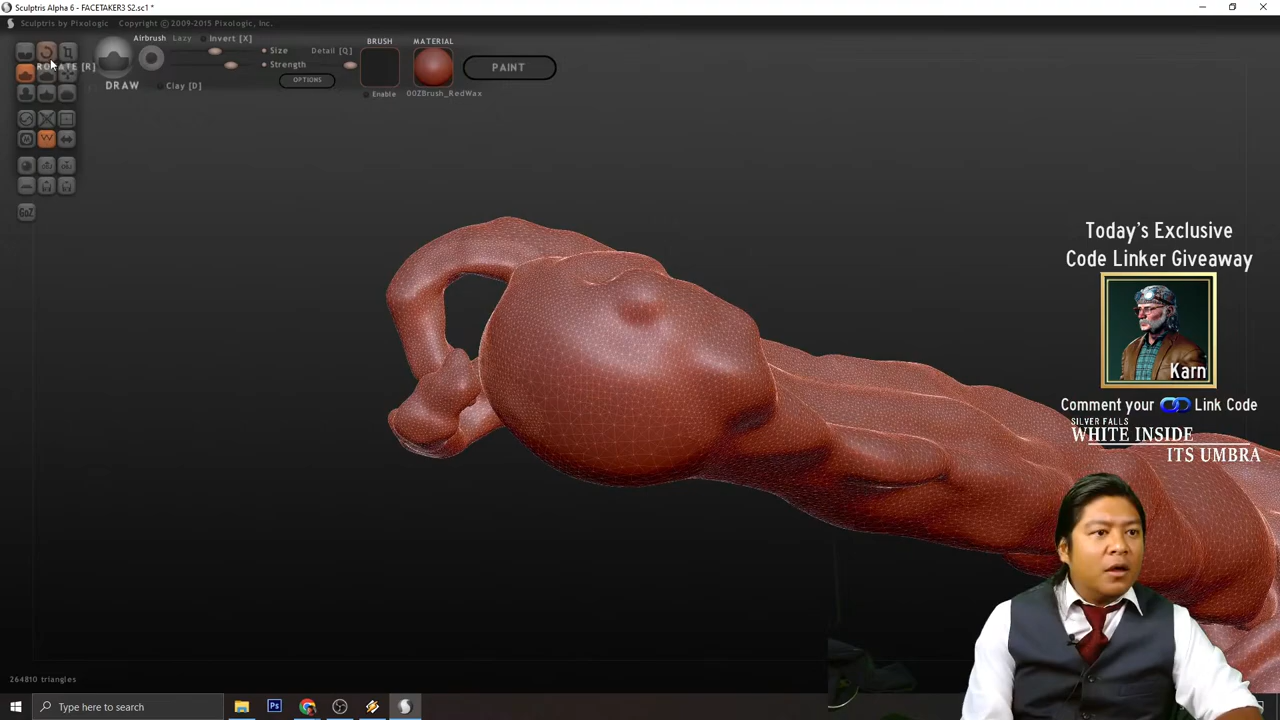 Sculptris Alpha 6 - FACETAKER3 S2.sc1 *
Sculptris by Pixologic Copyright © 2009-2015 Pixologic, Inc.
Airbrush Lazy Invert [X]
Size Detail [Q]
Strength
OPTIONS
ROTATE [R]
DRAW Clay [D]
BRUSH
Enable
MATERIAL
00ZBrush_RedWax
PAINT
GoZ
Today's Exclusive
Code Linker Giveaway
Karn
Comment your Link Code
SILVER FALLS
WHITE INSIDE
ITS UMBRA
264810 triangles
Type here to search
Ps